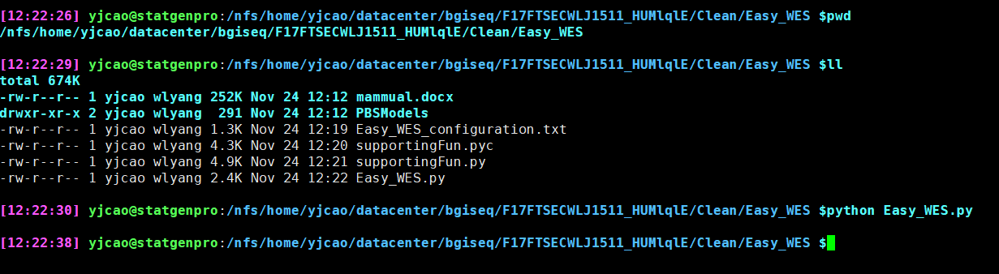 [12:22:26] yjcao@statgenpro:/nfs/home/yjcao/datacenter/bgiseq/F17FTSECWLJ1511_HUMlqlE/Clean/Easy_WES $pwd
/nfs/home/yjcao/datacenter/bgiseq/F17FTSECWLJ1511_HUMlqlE/Clean/Easy_WES
[12:22:29] yjcao@statgenpro:/nfs/home/yjcao/datacenter/bgiseq/F17FTSECWLJ1511_HUMlqlE/Clean/Easy_WES $ll
total 674K
-rw-r--r-- 1 yjcao wlyang 252K Nov 24 12:12 mammual.docx
drwxr-xr-x 2 yjcao wlyang  291 Nov 24 12:12 PBSModels
-rw-r--r-- 1 yjcao wlyang 1.3K Nov 24 12:19 Easy_WES_configuration.txt
-rw-r--r-- 1 yjcao wlyang 4.3K Nov 24 12:20 supportingFun.pyc
-rw-r--r-- 1 yjcao wlyang 4.9K Nov 24 12:21 supportingFun.py
-rw-r--r-- 1 yjcao wlyang 2.4K Nov 24 12:22 Easy_WES.py
[12:22:30] yjcao@statgenpro:/nfs/home/yjcao/datacenter/bgiseq/F17FTSECWLJ1511_HUMlqlE/Clean/Easy_WES $python Easy_WES.py
[12:22:38] yjcao@statgenpro:/nfs/home/yjcao/datacenter/bgiseq/F17FTSECWLJ1511_HUMlqlE/Clean/Easy_WES $